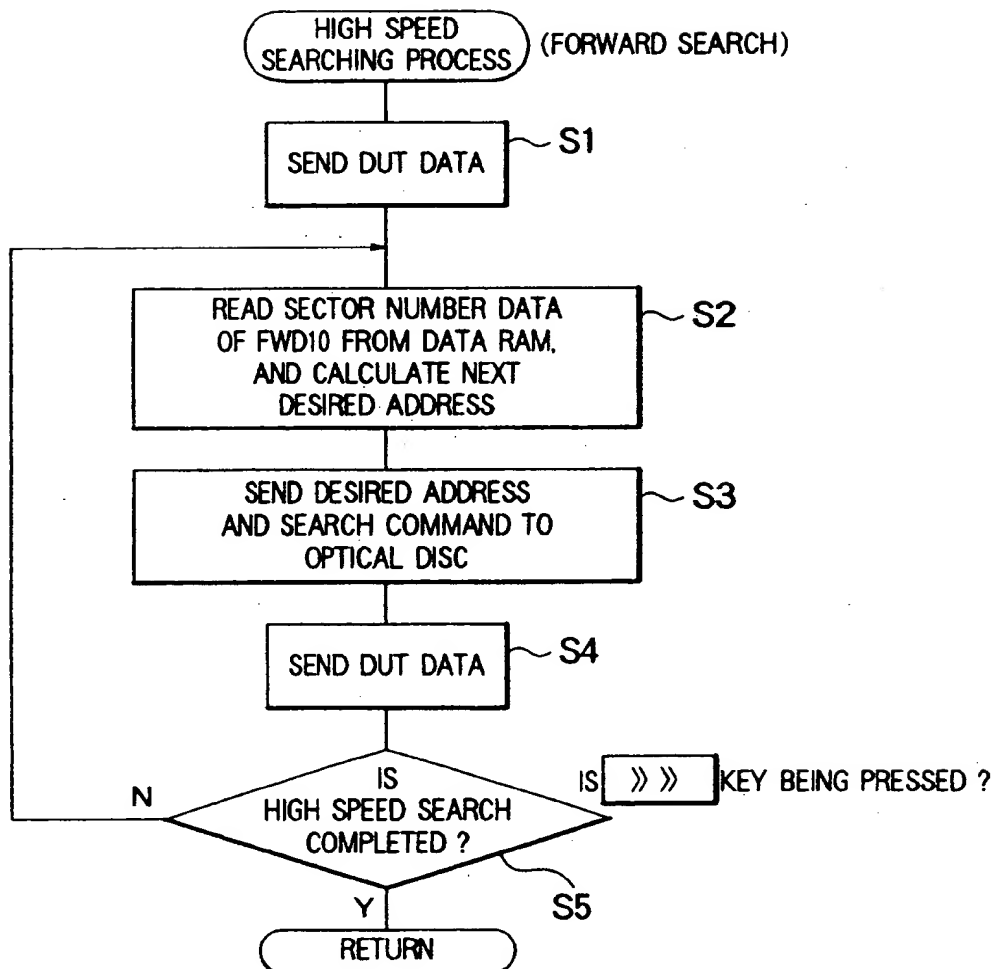 HIGH SPEED
SEARCHING PROCESS
(FORWARD SEARCH)
SEND DUT DATA
S1
READ SECTOR NUMBER DATA
OF FWD10 FROM DATA RAM,
AND CALCULATE NEXT
DESIRED ADDRESS
S2
SEND DESIRED ADDRESS
AND SEARCH COMMAND TO
OPTICAL DISC
S3
SEND DUT DATA
S4
IS
HIGH SPEED SEARCH
COMPLETED ?
N
IS »» KEY BEING PRESSED ?
S5
Y
RETURN